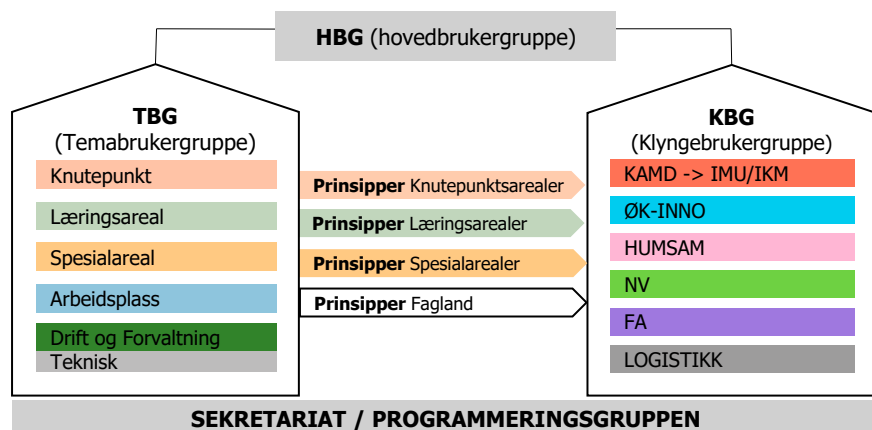 HBG (hovedbrukergruppe)
TBG
(Temabrukergruppe)
Knutepunkt
Læringsareal
Spesialareal
Arbeidsplass
Drift og Forvaltning
Teknisk
Prinsipper Knutepunktsarealer
Prinsipper Læringsarealer
Prinsipper Spesialarealer
Prinsipper Fagland
KBG
(Klyngebrukergruppe)
KAMD -> IMU/IKM
ØK-INNO
HUMSAM
NV
FA
LOGISTIKK
SEKRETARIAT / PROGRAMMERINGSGRUPPEN